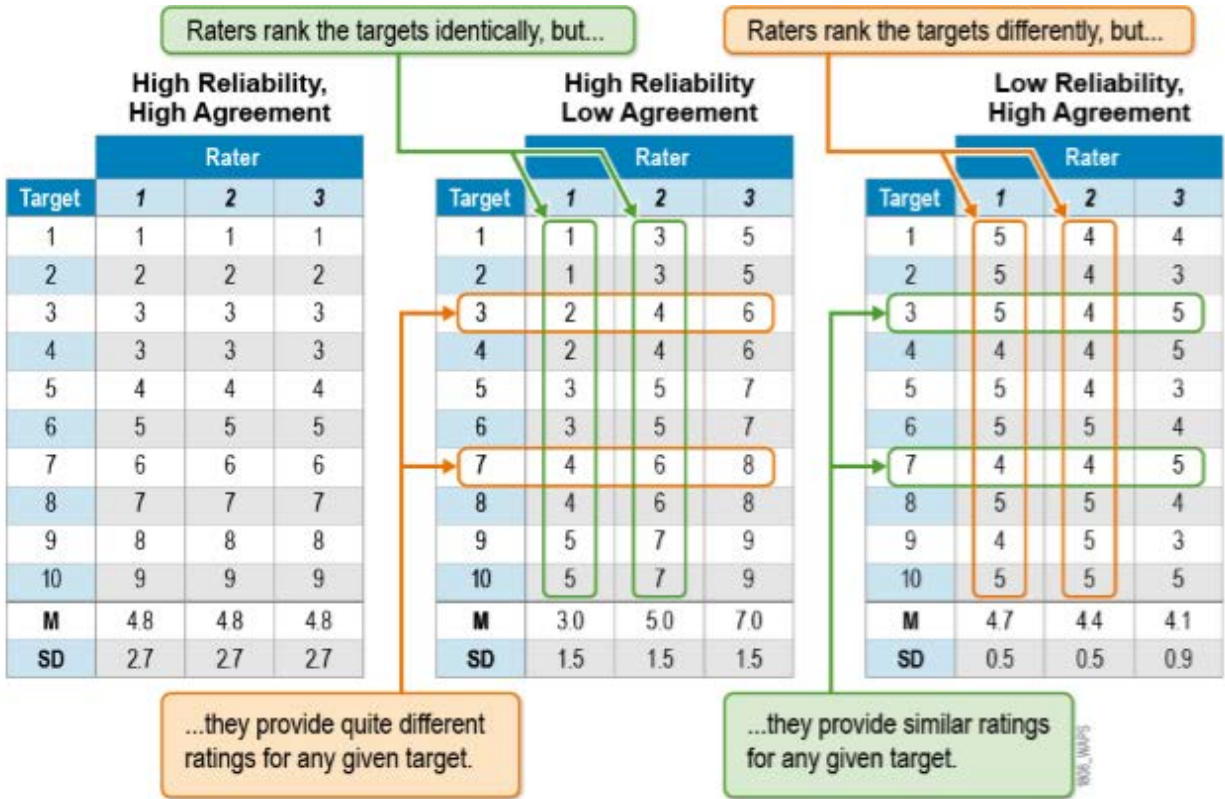 Raters rank the targets identically, but...
Raters rank the targets differently, but...
High Reliability,
High Agreement
Rater
Target 1 2 3
1 1 1 1
2 2 2 2
3 3 3 3
4 3 3 3
5 4 4 4
6 5 5 5
7 6 6 6
8 7 7 7
9 8 8 8
10 9 9 9
M 4.8 4.8 4.8
SD 2.7 2.7 2.7
High Reliability
Low Agreement
Rater
Target 1 2 3
1 1 3 5
2 1 3 5
3 2 4 6
4 2 4 6
5 3 5 7
6 3 5 7
7 4 6 8
8 4 6 8
9 5 7 9
10 5 7 9
M 3.0 5.0 7.0
SD 1.5 1.5 1.5
Low Reliability,
High Agreement
Rater
Target 1 2 3
1 5 4 4
2 5 4 3
3 5 4 5
4 4 4 5
5 5 4 3
6 5 5 4
7 4 4 5
8 5 5 4
9 4 5 3
10 5 5 5
M 4.7 4.4 4.1
SD 0.5 0.5 0.9
...they provide quite different
ratings for any given target.
...they provide similar ratings
for any given target.